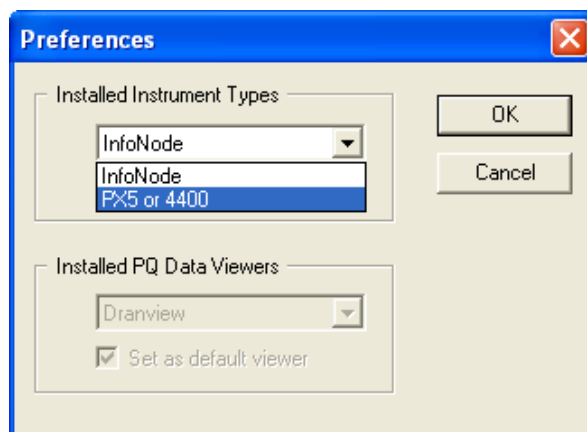 Preferences
Installed Instrument Types
InfoNode
InfoNode
PX5 or 4400
OK
Cancel
Installed PQ Data Viewers
Dranview
Set as default viewer